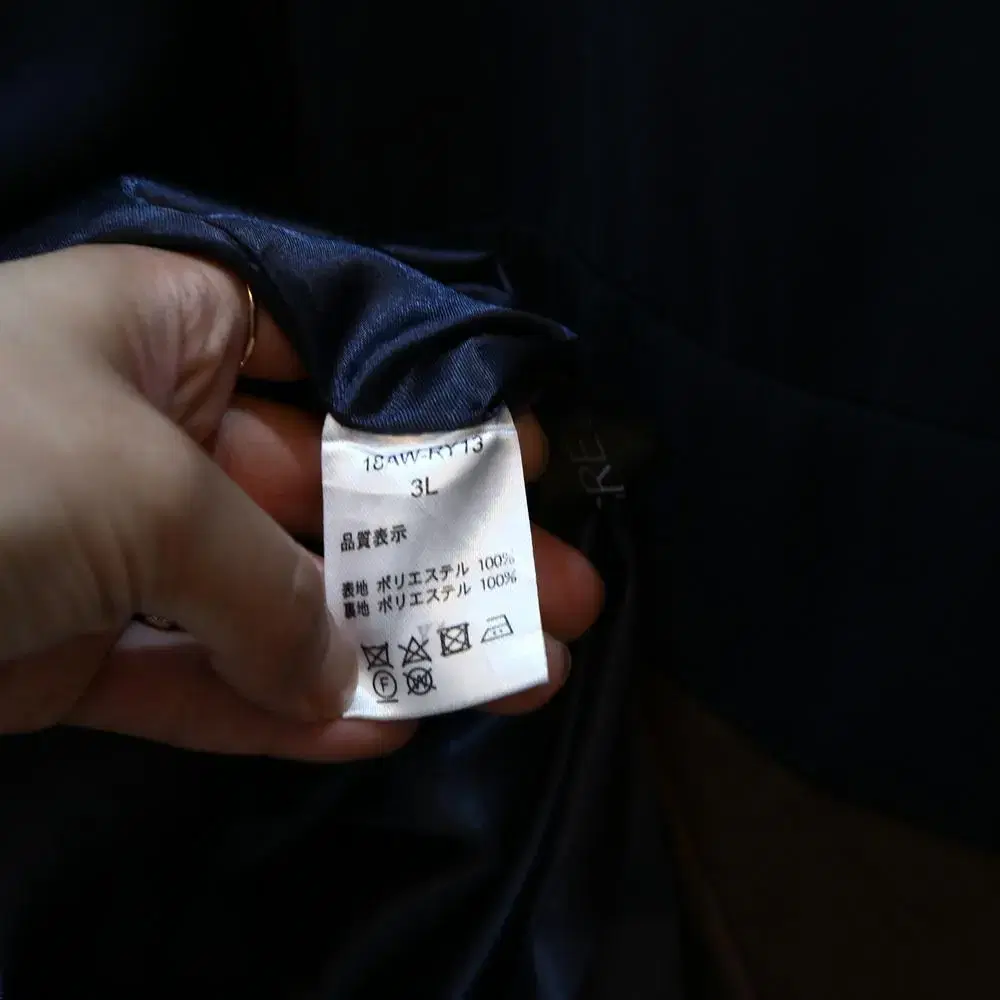 18AW-RY13
3L
品質表示
表地 ポリエステル 100%
裏地 ポリエステル 100%
F
W